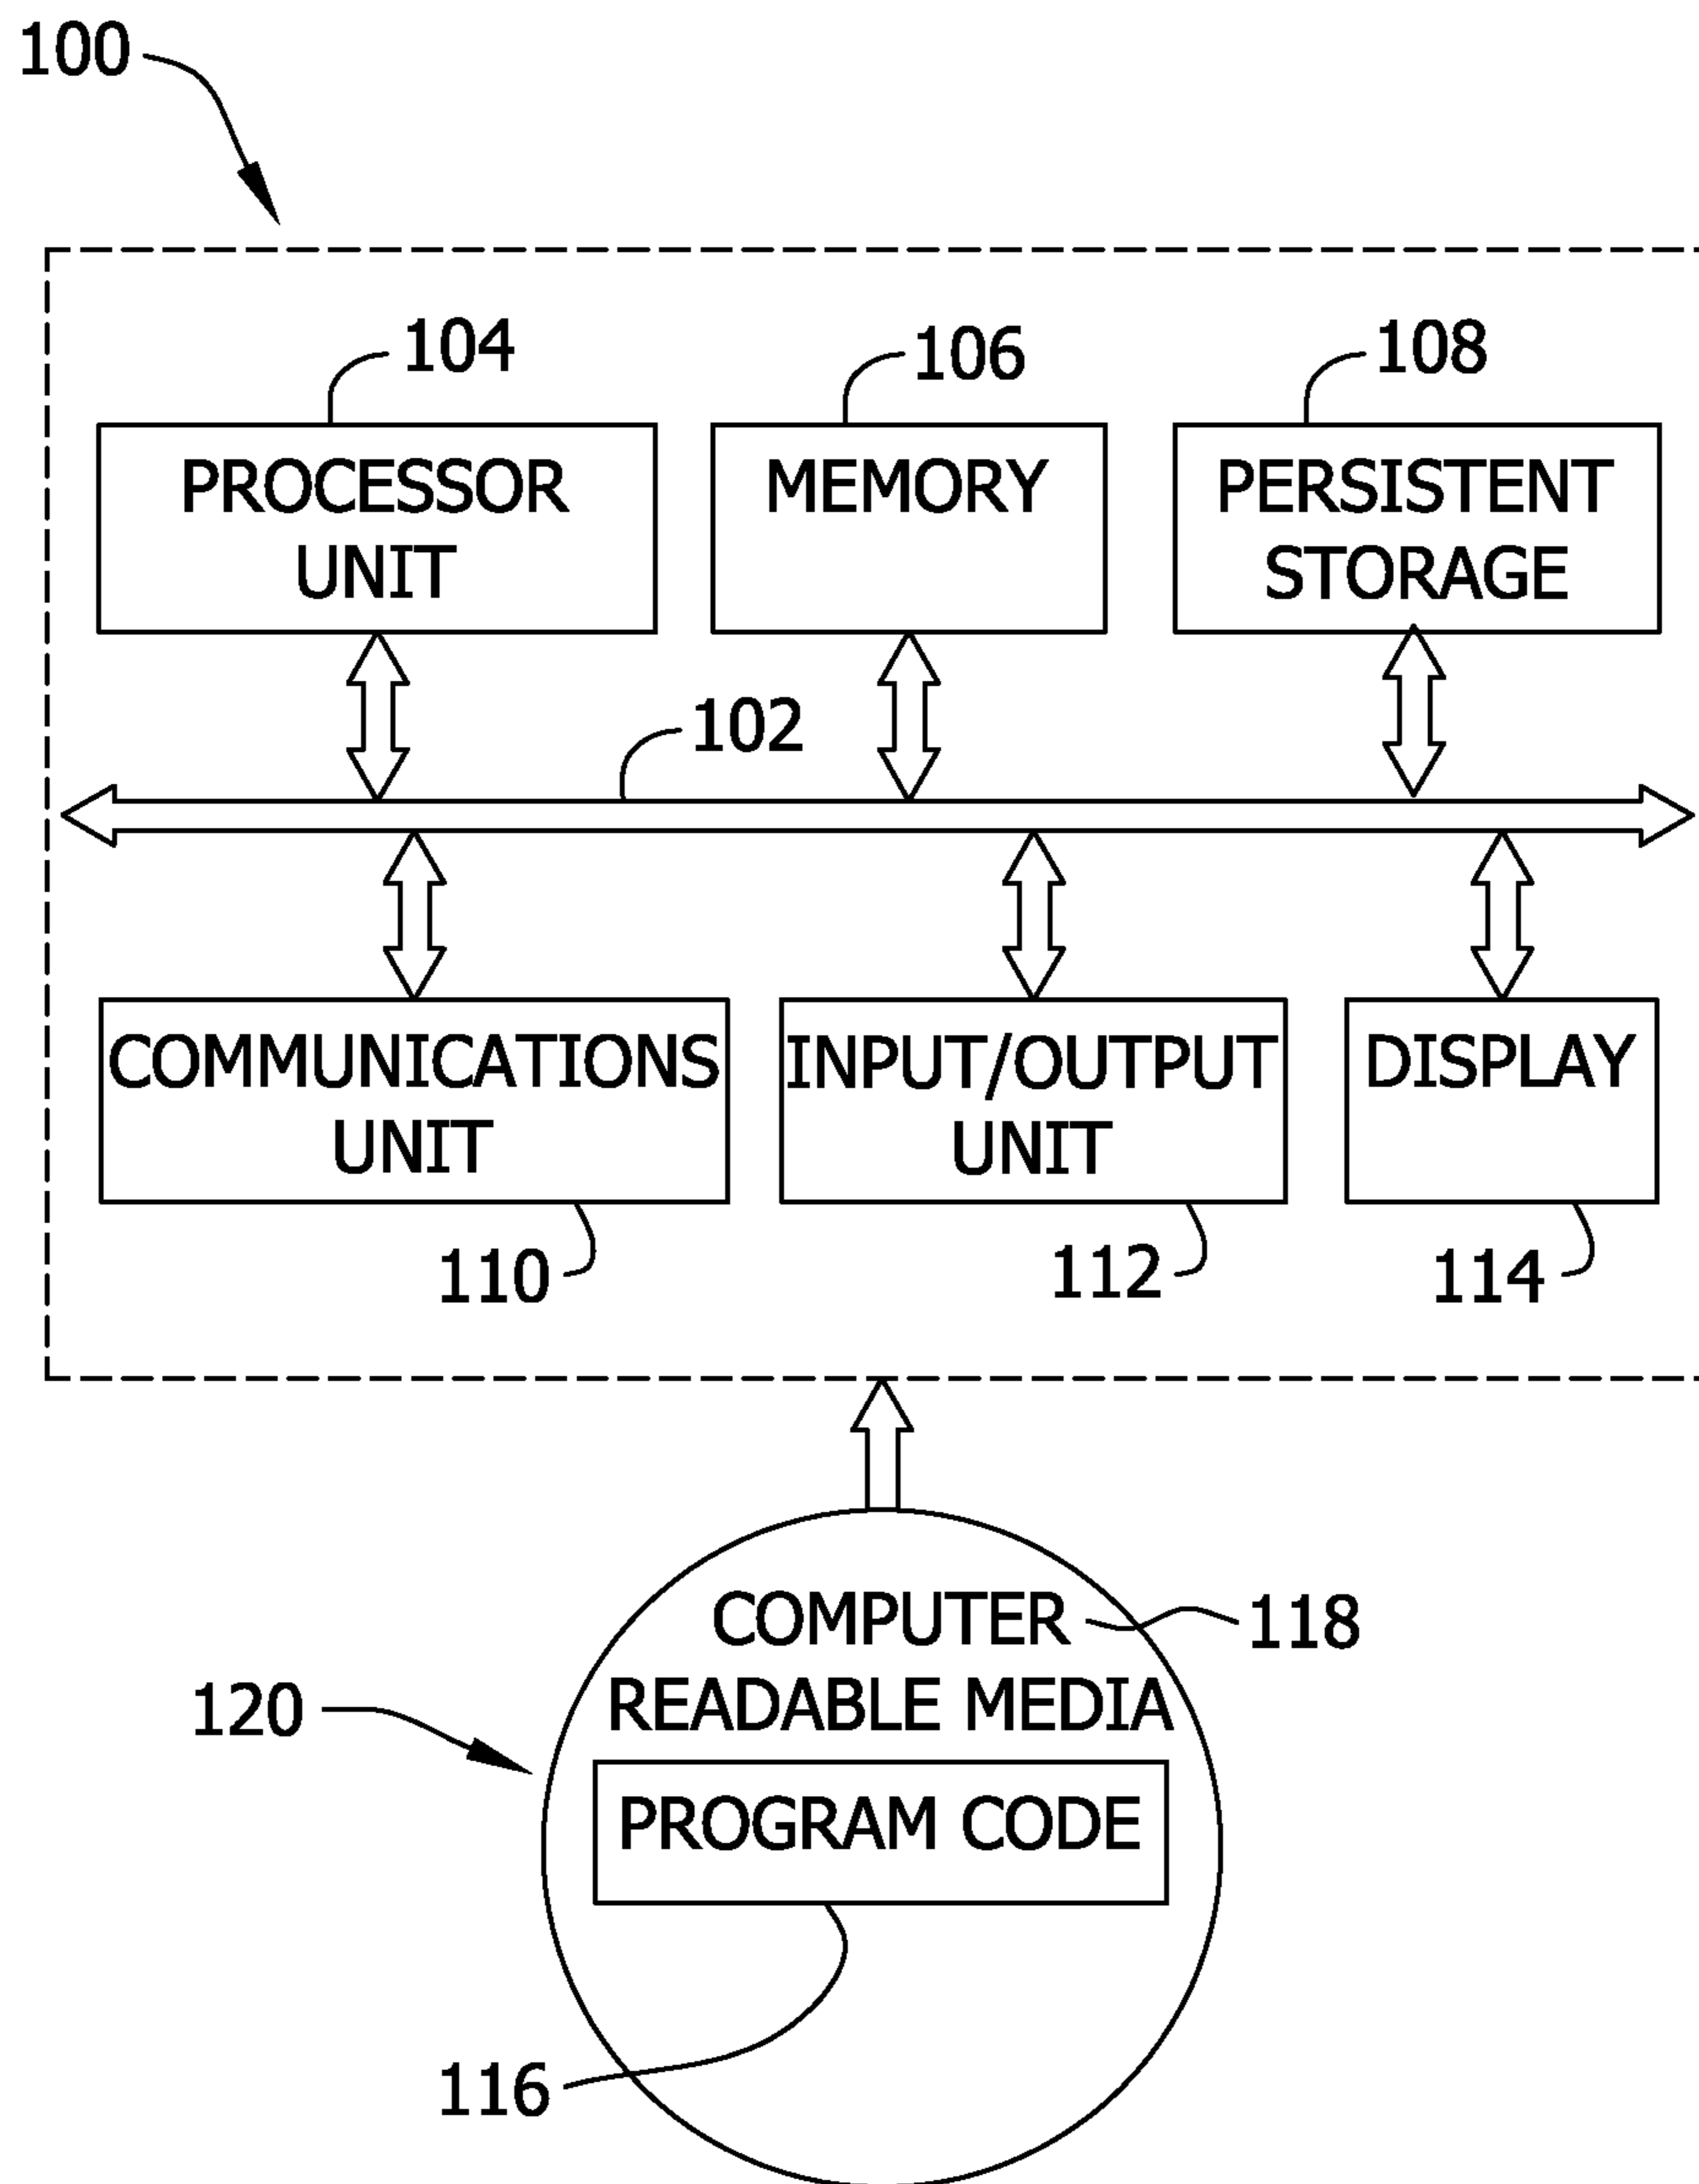 100
104
106
108
PROCESSOR
UNIT
MEMORY
PERSISTENT
STORAGE
102
COMMUNICATIONS
UNIT
INPUT/OUTPUT
UNIT
DISPLAY
110
112
114
COMPUTER
READABLE MEDIA
118
120
PROGRAM CODE
116